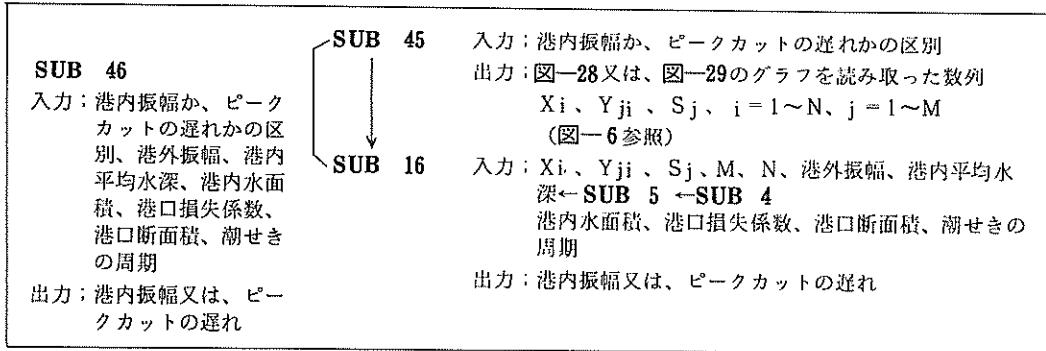 SUB 46
入力；港内振幅か、ピーク
カットの遅れかの区
別、港外振幅、港内
平均水深、港内水面
積、港口損失係数、
港口断面積、潮せき
の周期
出力；港内振幅又は、ピー
クカットの遅れ
SUB 45
入力；港内振幅か、ピークカットの遅れかの区別
出力；図―28又は、図―29のグラフを読み取った数列
Xi、Yji、Sj、i＝1～N、j＝1～M
（図―6参照）
SUB 16
入力；Xi、Yji、Sj、M、N、港外振幅、港内平均水
深←SUB 5 ←SUB 4
港内水面積、港口損失係数、港口断面積、潮せきの
周期
出力；港内振幅又は、ピークカットの遅れ